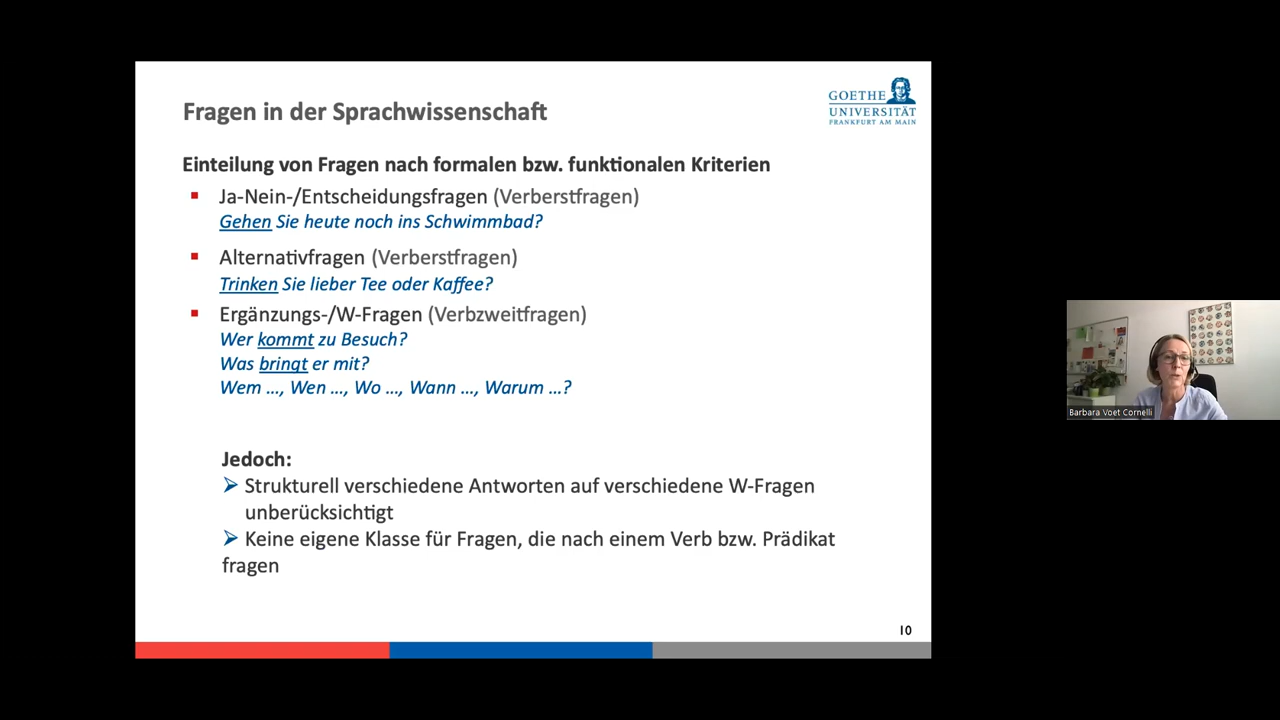 Fragen in der Sprachwissenschaft
GOETHE
UNIVERSITÄT
FRANKFURT AM MAIN
Einteilung von Fragen nach formalen bzw. funktionalen Kriterien
Ja-Nein-/Entscheidungsfragen (Verberstfragen)
Gehen Sie heute noch ins Schwimmbad?
Alternativfragen (Verberstfragen)
Trinken Sie lieber Tee oder Kaffee?
Ergänzungs-/W-Fragen (Verbzweitfragen)
Wer kommt zu Besuch?
Was bringt er mit?
Wem ..., Wen ..., Wo ..., Wann ..., Warum ...?
Jedoch:
Strukturell verschiedene Antworten auf verschiedene W-Fragen
unberücksichtigt
Keine eigene Klasse für Fragen, die nach einem Verb bzw. Prädikat
fragen
10
Barbara Voet Cornelli